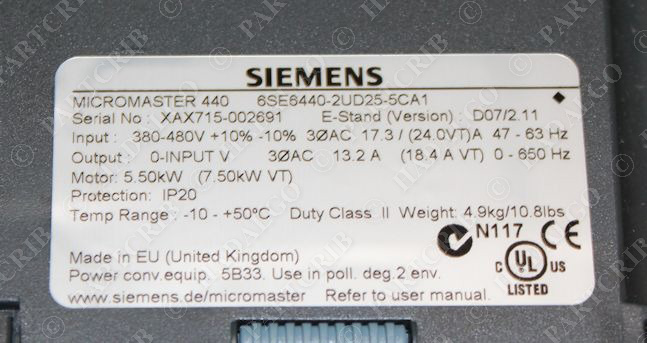 SIEMENS
MICROMASTER 440 6SE6440-2UD25-5CA1
Serial No : XAX715-002691 E-Stand (Version) : D07/2.11
Input : 380-480V +10% -10% 3ØAC 17.3 / (24.0VT)A 47 - 63 Hz
Output : 0-INPUT V 3ØAC 13.2 A (18.4 A VT) 0 - 650 Hz
Motor: 5.50kW (7.50kW VT)
Protection: IP20
Temp Range : -10 - +50ºC Duty Class II Weight: 4.9kg/10.8lbs
N117 CE
Made in EU (United Kingdom)
C UL US
Power conv.equip. 5B33. Use in poll. deg.2 env.
LISTED
www.siemens.de/micromaster Refer to user manual.